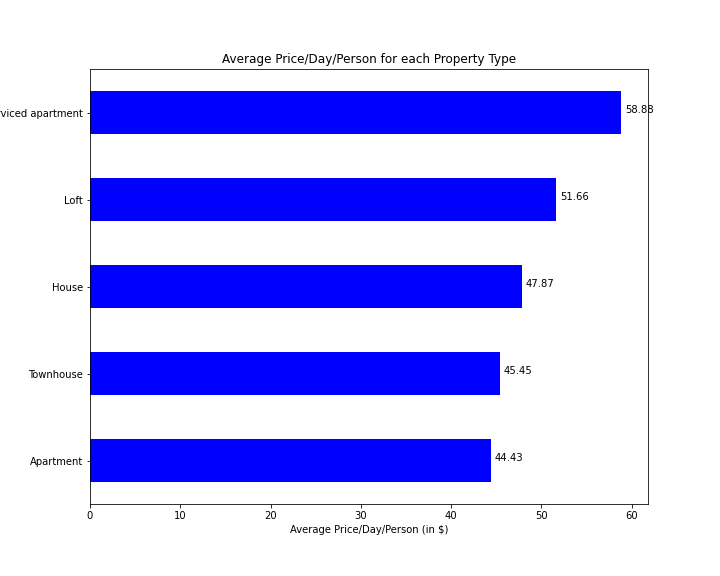 Average Price/Day/Person for each Property Type
viced apartment 58.88
Loft 51.66
House 47.87
Townhouse 45.45
Apartment 44.43
0 10 20 30 40 50 60
Average Price/Day/Person (in $)